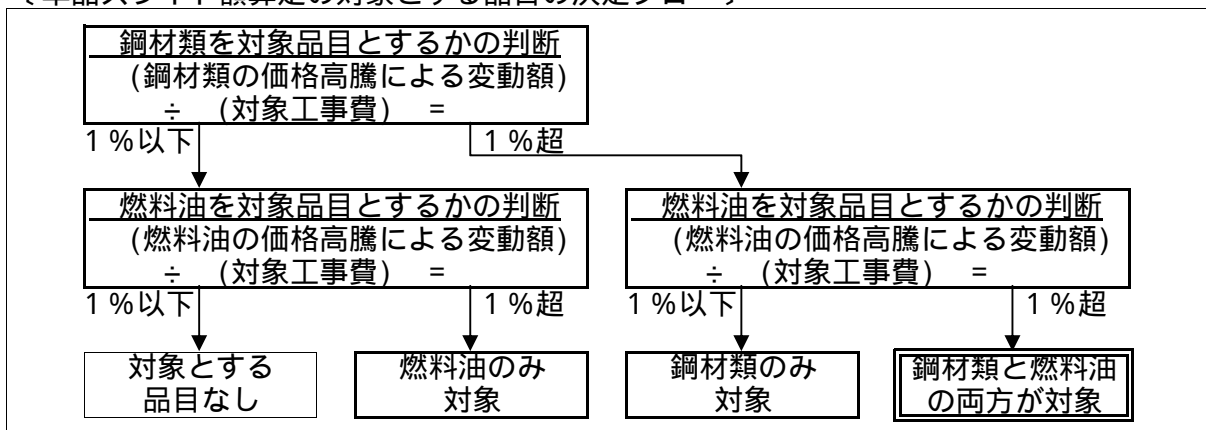 鋼材類を対象品目とするかの判断
(鋼材類の価格高騰による変動額)
÷ (対象工事費) =
1%以下
1%超
燃料油を対象品目とするかの判断
(燃料油の価格高騰による変動額)
÷ (対象工事費) =
1%以下
1%超
燃料油を対象品目とするかの判断
(燃料油の価格高騰による変動額)
÷ (対象工事費) =
1%以下
1%超
対象とする
品目なし
燃料油のみ
対象
鋼材類のみ
対象
鋼材類と燃料油
の両方が対象